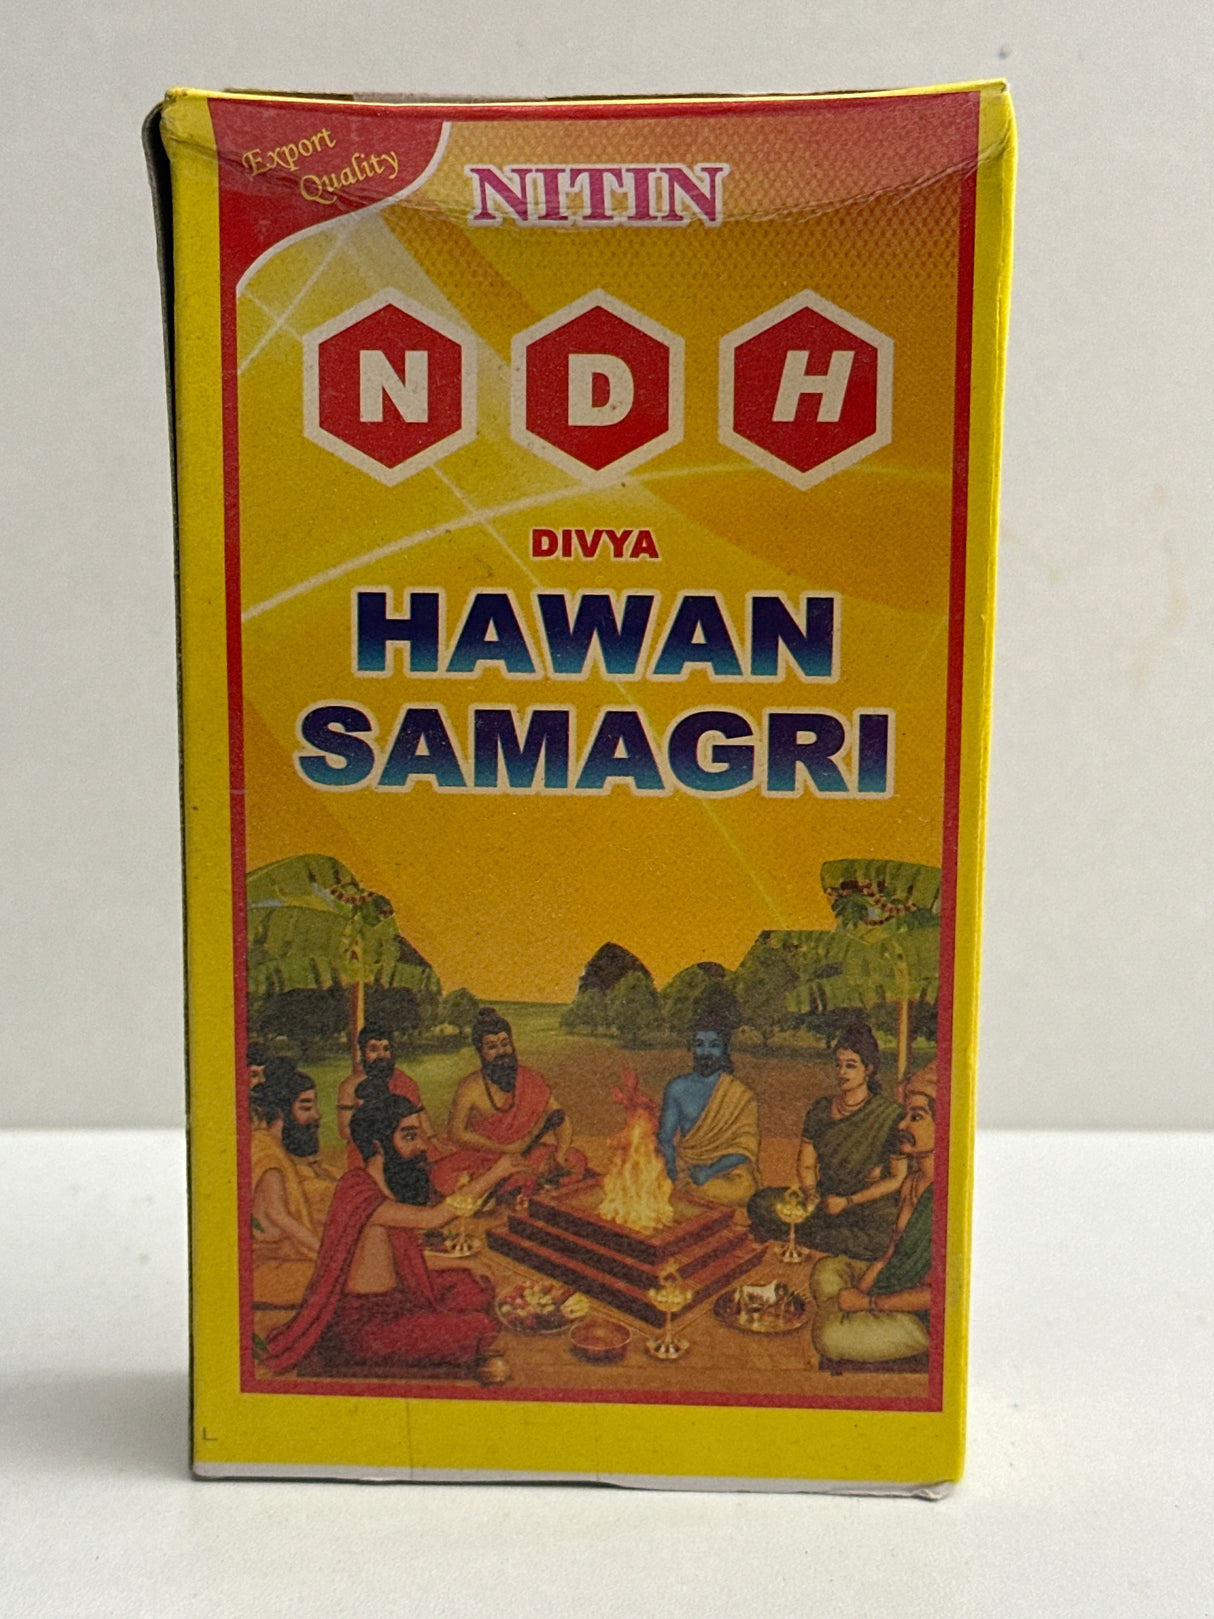 Export
Quality
NITIN
N D H
DIVYA
HAWAN
SAMAGRI